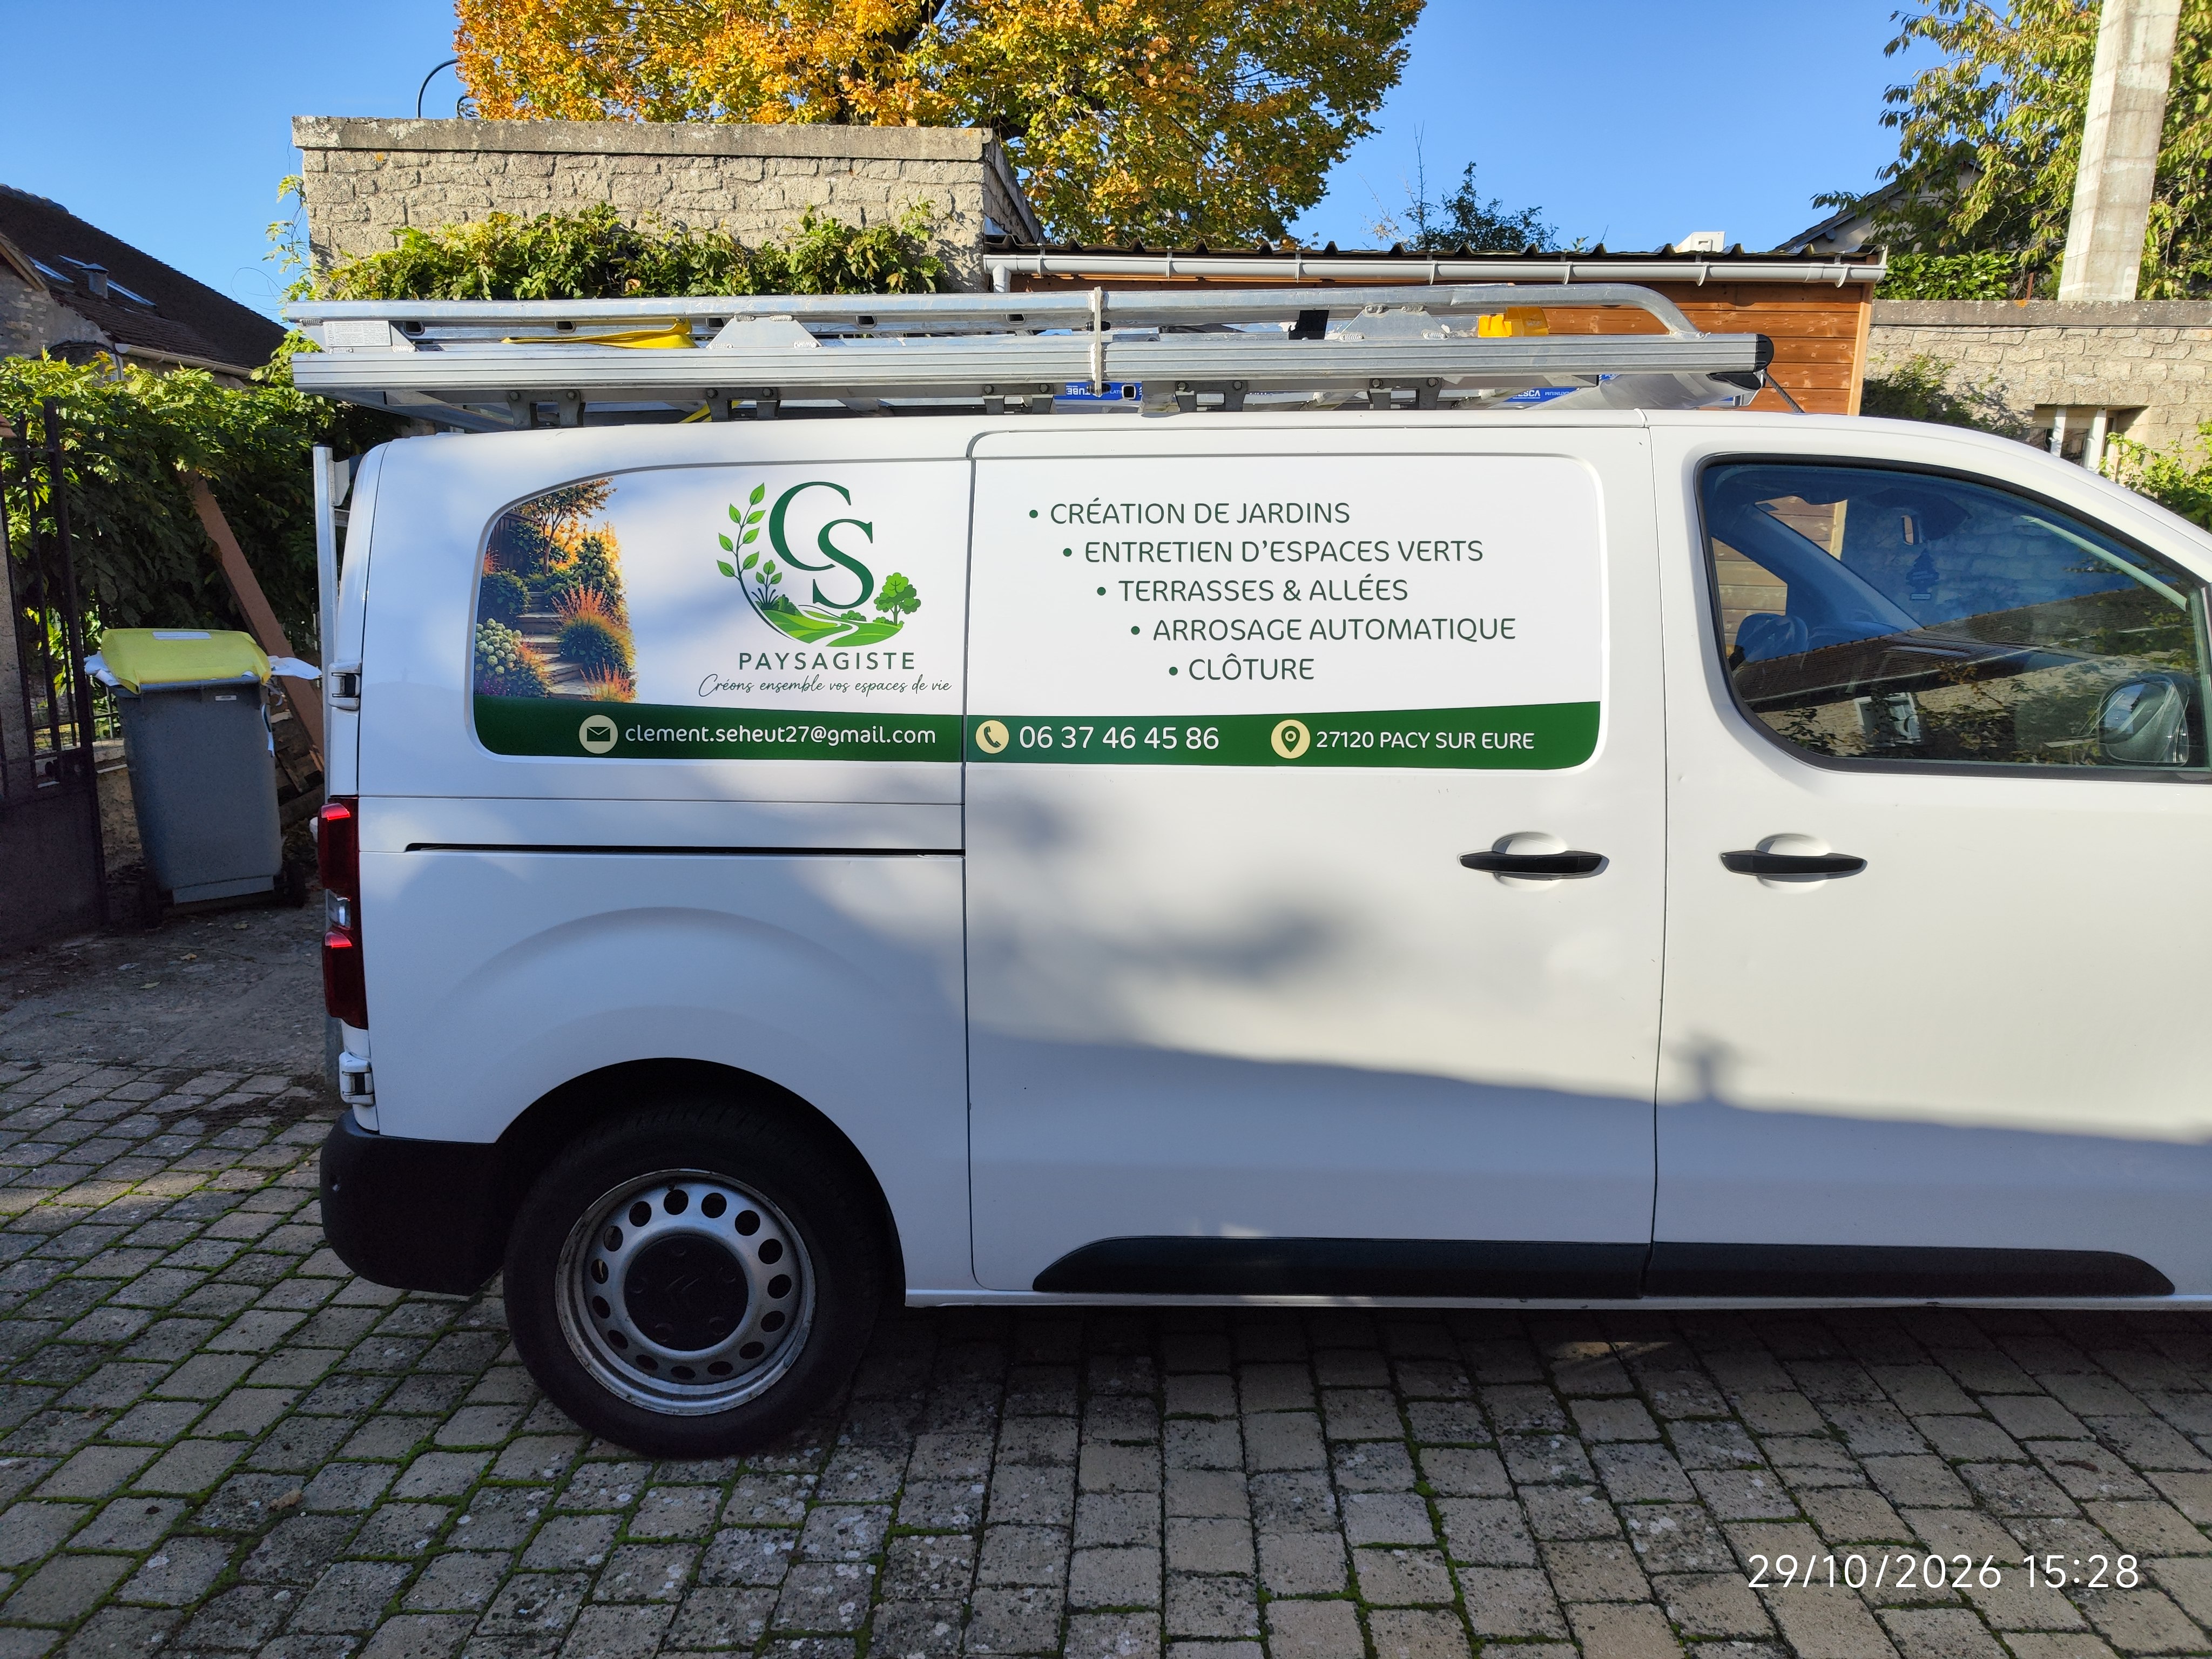 CS
PAYSAGISTE
Créons ensemble vos espaces de vie
• CRÉATION DE JARDINS
• ENTRETIEN D'ESPACES VERTS
• TERRASSES & ALLÉES
• ARROSAGE AUTOMATIQUE
• CLÔTURE
clement.seheut27@gmail.com
06 37 46 45 86
27120 PACY SUR EURE
29/10/2026 15:28